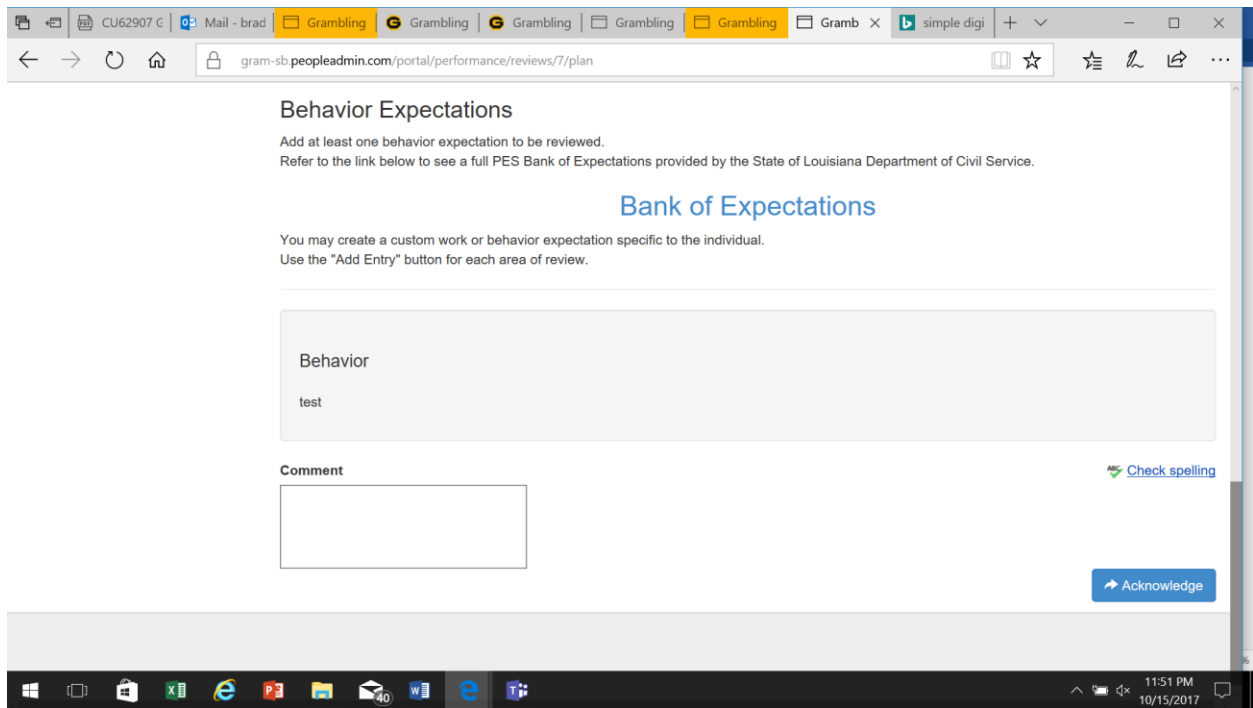 CU62907 G
Mail - brad
Grambling
Grambling
Grambling
Grambling
Grambling
Gramb
simple digi
gram-sb.peopleadmin.com/portal/performance/reviews/7/plan
Behavior Expectations
Add at least one behavior expectation to be reviewed.
Refer to the link below to see a full PES Bank of Expectations provided by the State of Louisiana Department of Civil Service.
Bank of Expectations
You may create a custom work or behavior expectation specific to the individual.
Use the "Add Entry" button for each area of review.
Behavior
test
Comment
ABC Check spelling
Acknowledge
40
11:51 PM
10/15/2017